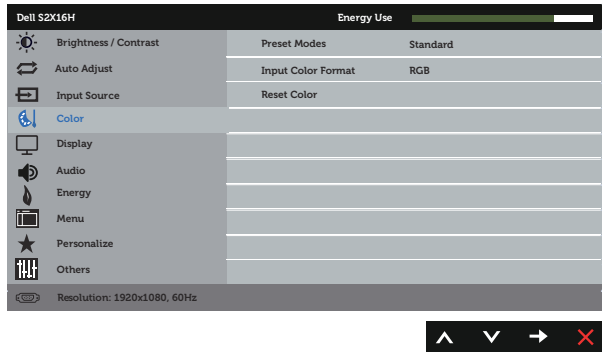 Dell S2X16H Energy Use
Brightness / Contrast Preset Modes Standard
Auto Adjust Input Color Format RGB
Input Source Reset Color
Color
Display
Audio
Energy
Menu
Personalize
Others
Resolution: 1920x1080, 60Hz